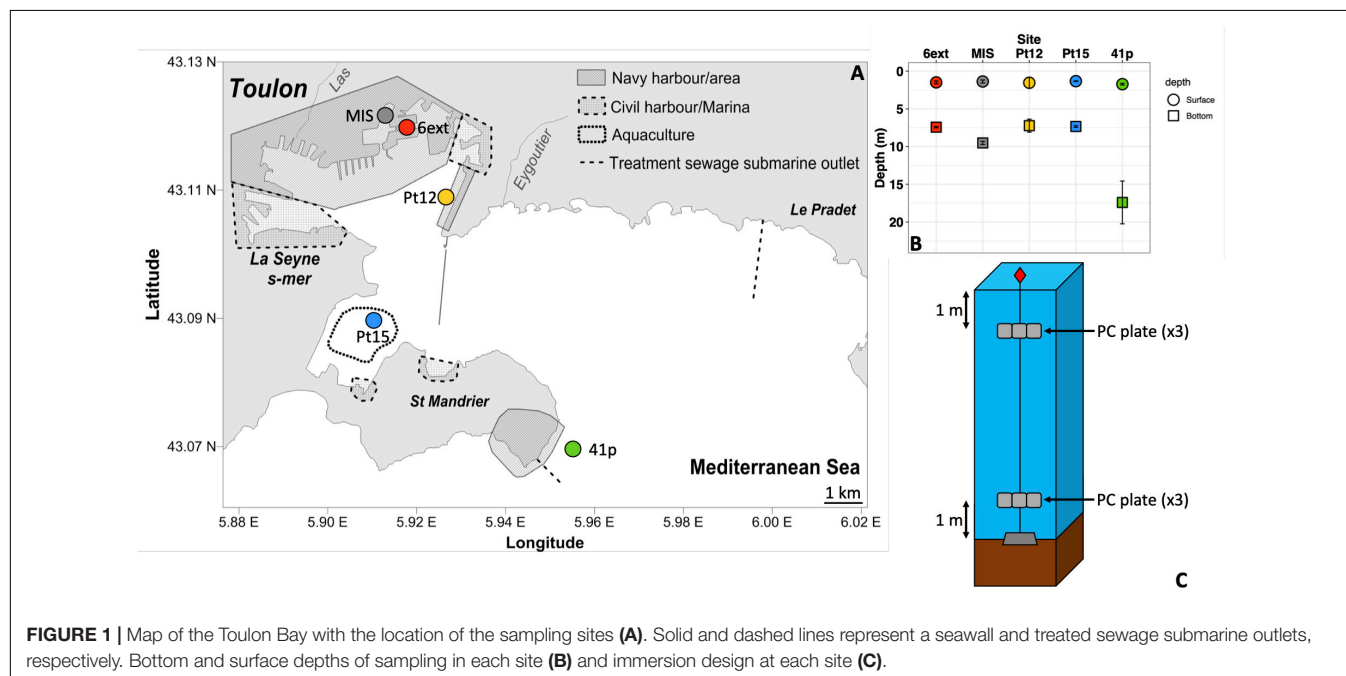 43.13 N
43.11 N
43.09 N
43.07 N
Latitude
5.88 E
5.90 E
5.92 E
5.94 E
5.96 E
5.98 E
6.00 E
6.02 E
Longitude
Toulon
Las
MIS
6ext
Pt12
Eygoutier
Le Pradet
La Seyne
s-mer
Pt15
St Mandrier
41p
Mediterranean Sea
1 km
A
Navy harbour/area
Civil harbour/Marina
Aquaculture
Treatment sewage submarine outlet
Site
6ext MIS Pt12 Pt15 41p
0
5
10
15
20
Depth (m)
B
depth
Surface
Bottom
1 m
PC plate (x3)
PC plate (x3)
1 m
C
FIGURE 1 | Map of the Toulon Bay with the location of the sampling sites (A). Solid and dashed lines represent a seawall and treated sewage submarine outlets,
respectively. Bottom and surface depths of sampling in each site (B) and immersion design at each site (C).